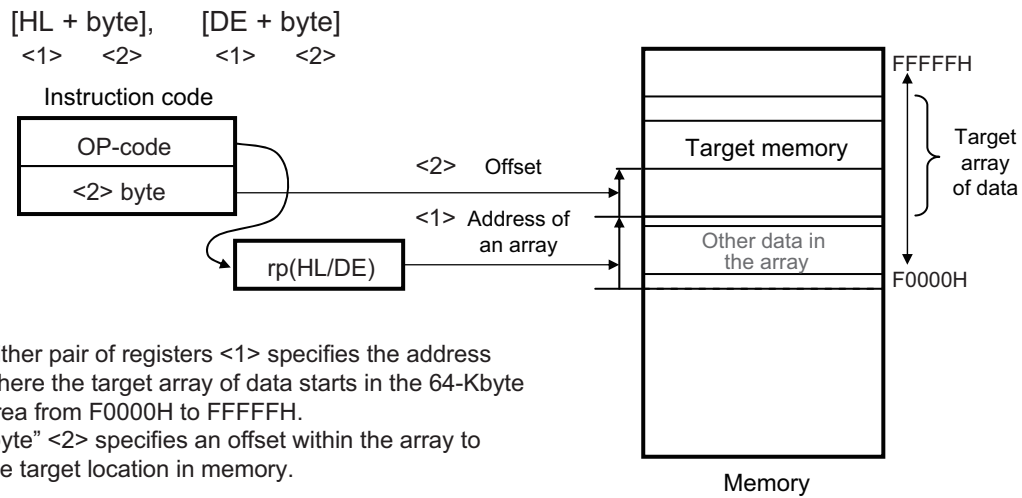 [HL + byte], [DE + byte]
<1> <2> <1> <2>
Instruction code
OP-code
<2> byte
<2> Offset
<1> Address of
an array
rp(HL/DE)
FFFFFH
Target memory
Target
array
of data
Other data in
the array
F0000H
ther pair of registers <1> specifies the address
here the target array of data starts in the 64-Kbyte
rea from F0000H to FFFFFH.
yte” <2> specifies an offset within the array to
e target location in memory.
Memory